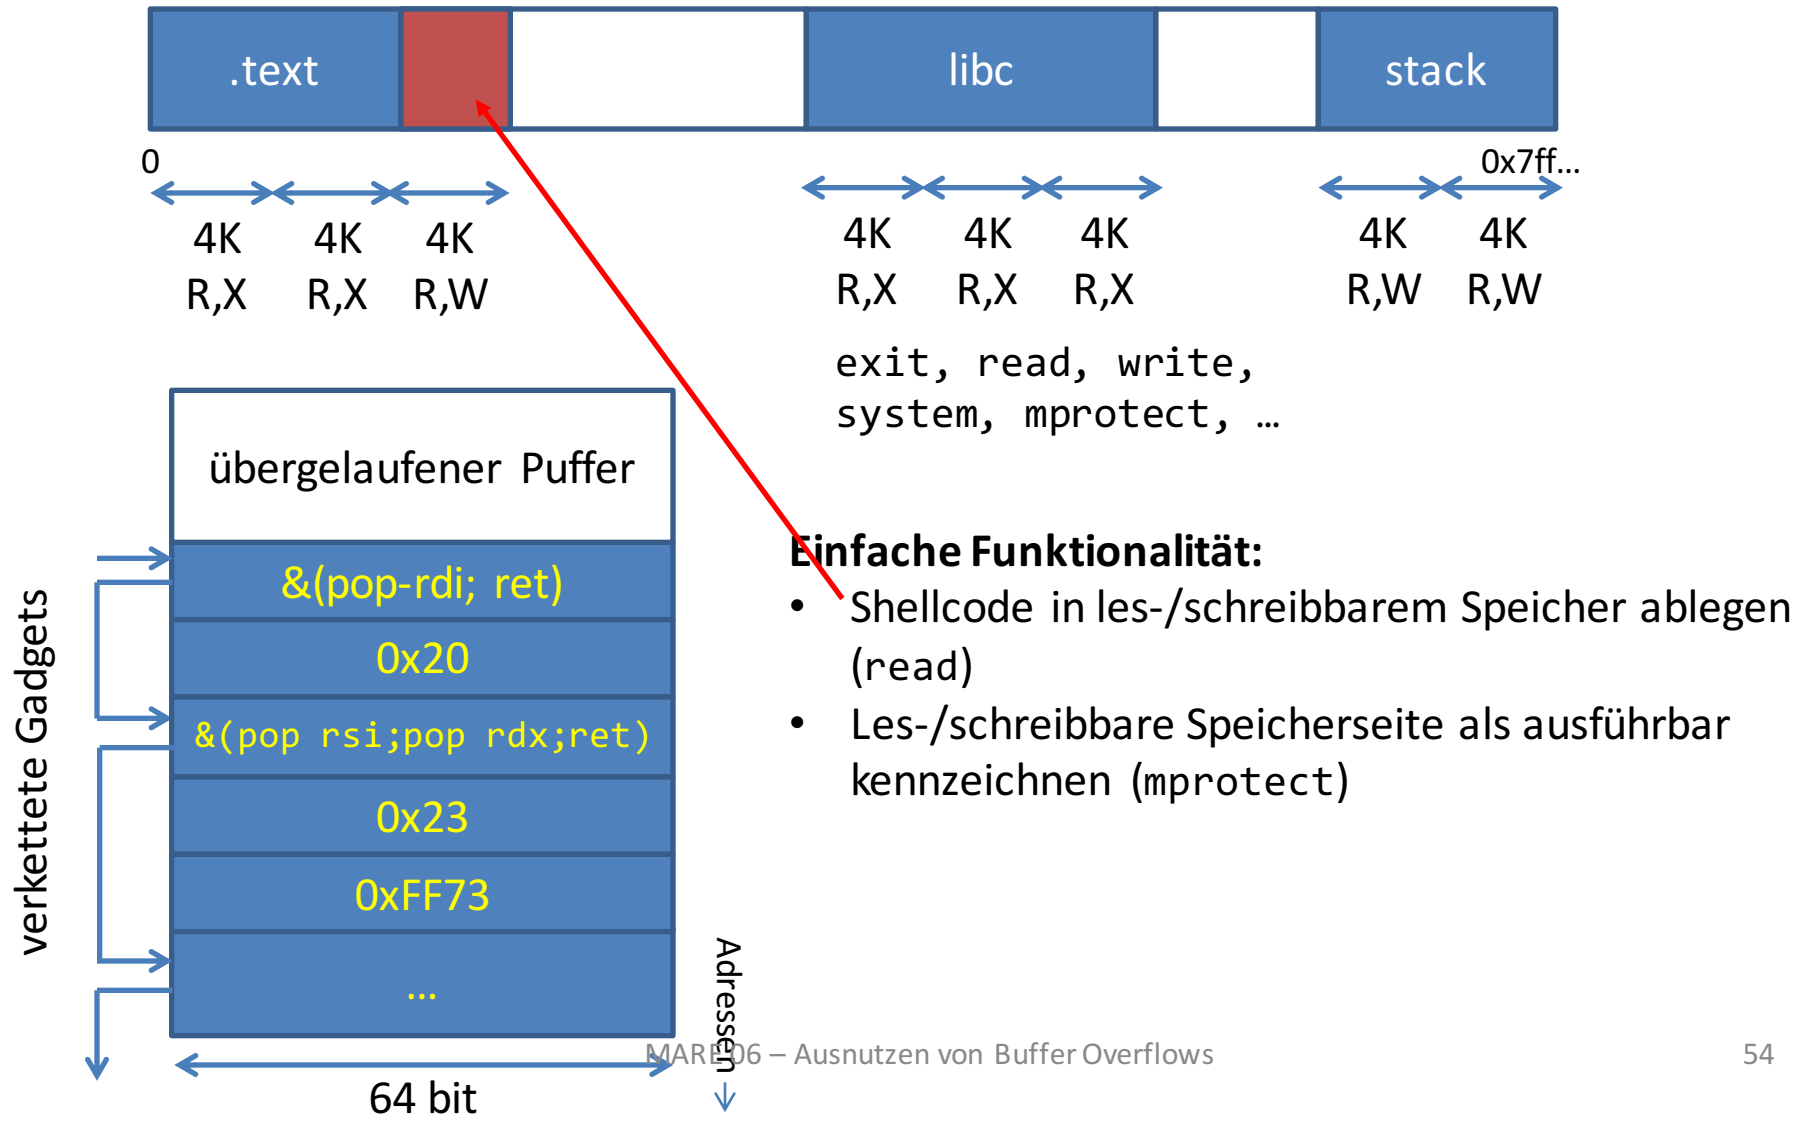 .text
libc
stack
0
0x7ff…
4K 4K 4K
R,X R,X R,W
4K 4K 4K
R,X R,X R,X
4K 4K
R,W R,W
exit, read, write,
system, mprotect, …
übergelaufener Puffer
&(pop-rdi; ret)
0x20
&(pop rsi;pop rdx;ret)
0x23
0xFF73
…
verkettete Gadgets
64 bit
Adressen
Einfache Funktionalität:
• Shellcode in les-/schreibbarem Speicher ablegen
(read)
• Les-/schreibbare Speicherseite als ausführbar
kennzeichnen (mprotect)
MARE 06 – Ausnutzen von Buffer Overflows
54